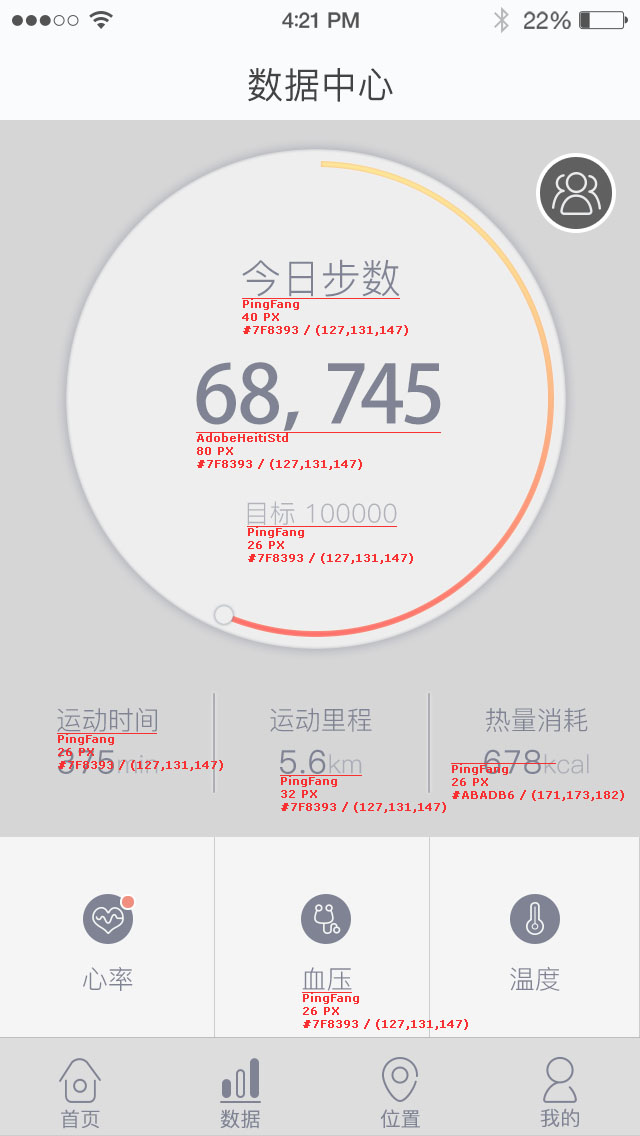 4:21 PM 22%
数据中心
今日步数
PingFang
40 PX
#7F8393 / (127,131,147)
68, 745
AdobeHeitiStd
80 PX
#7F8393 / (127,131,147)
目标 100000
PingFang
26 PX
#7F8393 / (127,131,147)
运动时间 运动里程 热量消耗
PingFang
26 PX
375min 5.6km 678kcal
#7F8393 / (127,131,147)
PingFang
32 PX
#7F8393 / (127,131,147)
PingFang
26 PX
#ABADB6 / (171,173,182)
心率 血压 温度
PingFang
26 PX
#7F8393 / (127,131,147)
首页 数据 位置 我的